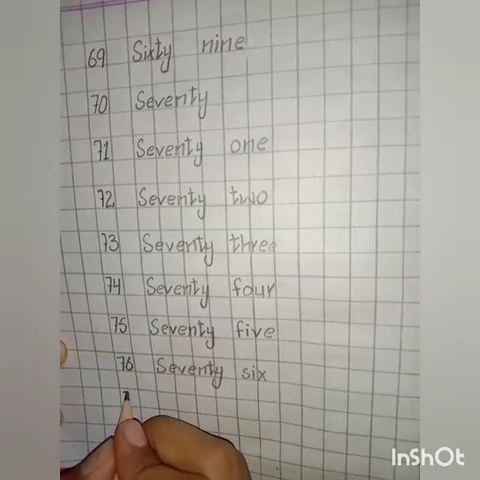 69 Sixty nine
70 Seventy
71 Seventy one
72 Seventy two
73 Seventy three
74 Seventy four
75 Seventy five
76 Seventy six
7
InShOt